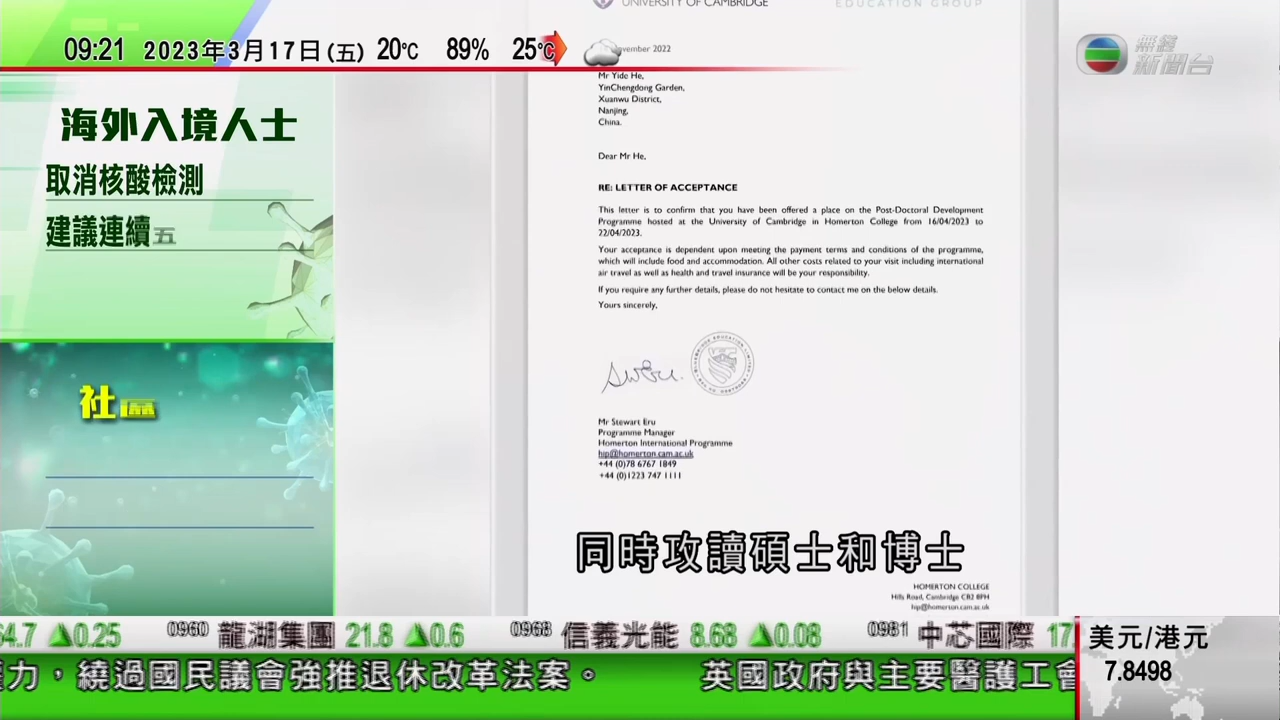 UNIVERSITY OF CAMBRIDGE
EDUCATION GROUP
09:21 2023年3月17日(五) 20℃ 89% 25℃
2022
無綫新聞台
海外入境人士
取消核酸檢測
建議連續五
社區
Mr Yide He,
YinChengdong Garden,
Xuanwu District,
Nanjing,
China.
Dear Mr He,
RE: LETTER OF ACCEPTANCE
This letter is to confirm that you have been offered a place on the Post-Doctoral Development
Programme hosted at the University of Cambridge in Homerton College from 16/04/2023 to
22/04/2023.
Your acceptance is dependent upon meeting the payment terms and conditions of the programme,
which will include food and accommodation. All other costs related to your visit including international
air travel as well as health and travel insurance will be your responsibility.
If you require any further details, please do not hesitate to contact me on the below details.
Yours sincerely,
Mr Stewart Eru
Programme Manager
Homerton International Programme
hip@homerton.cam.ac.uk
+44 (0)78 6767 1849
+44 (0)1223 747 1111
同時攻讀碩士和博士
HOMERTON COLLEGE
Hills Road, Cambridge CB2 8PH
hip@homerton.cam.ac.uk
4.7 ▲0.25 0960 龍湖集團 21.8 ▲0.6 0968 信義光能 8.68 ▲0.08 0981 中芯國際 17
力，繞過國民議會強推退休改革法案。 英國政府與主要醫護工會
美元/港元
7.8498